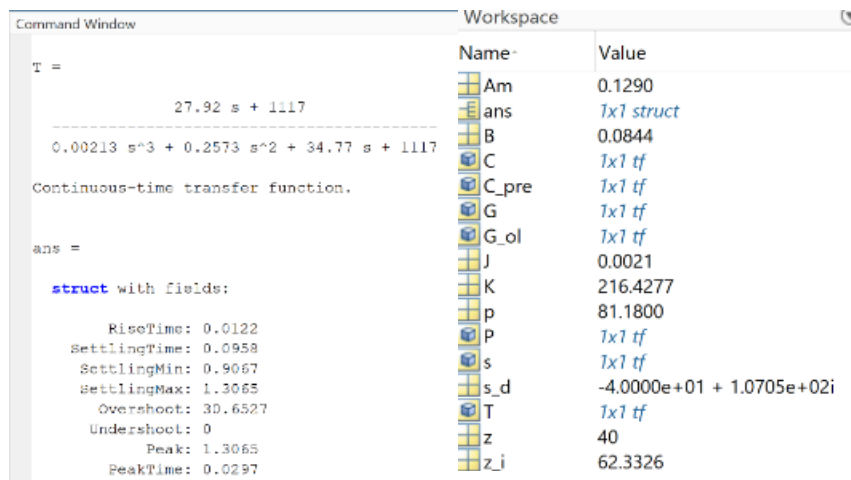 Command Window
T =
27.92 s + 1117
----------------------------------------
0.00213 s^3 + 0.2573 s^2 + 34.77 s + 1117
Continuous-time transfer function.
ans =
struct with fields:
RiseTime: 0.0122
SettlingTime: 0.0958
SettlingMin: 0.9067
SettlingMax: 1.3065
Overshoot: 30.6527
Undershoot: 0
Peak: 1.3065
PeakTime: 0.0297
Workspace
Name Value
Am 0.1290
ans 1x1 struct
B 0.0844
C 1x1 tf
C_pre 1x1 tf
G 1x1 tf
G_ol 1x1 tf
J 0.0021
K 216.4277
p 81.1800
P 1x1 tf
s 1x1 tf
s_d -4.0000e+01 + 1.0705e+02i
T 1x1 tf
z 40
z_i 62.3326